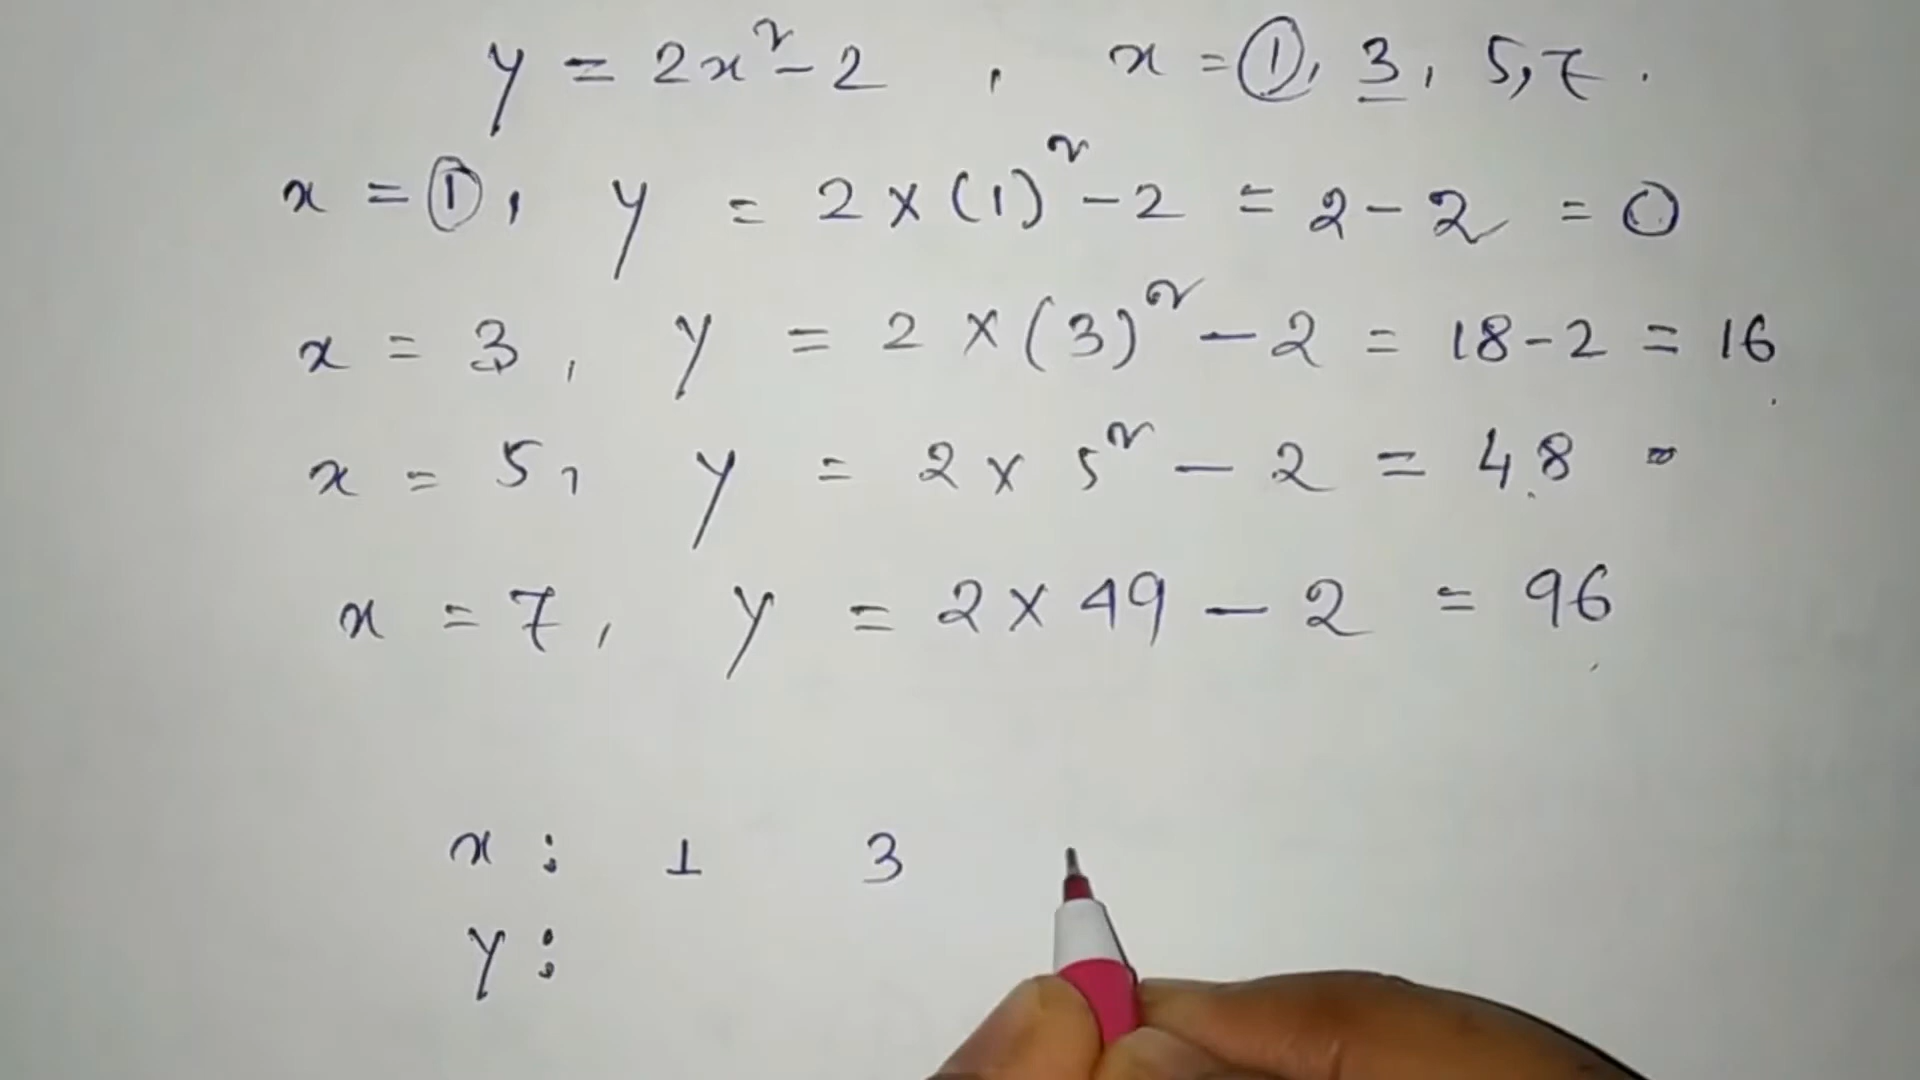 y = 2x² - 2 , x = 1, 3, 5, 7.
x = 1, y = 2 × (1)² - 2 = 2 - 2 = 0
x = 3, y = 2 × (3)² - 2 = 18 - 2 = 16
x = 5, y = 2 × 5² - 2 = 48
x = 7, y = 2 × 49 - 2 = 96
x : 1 3
y :